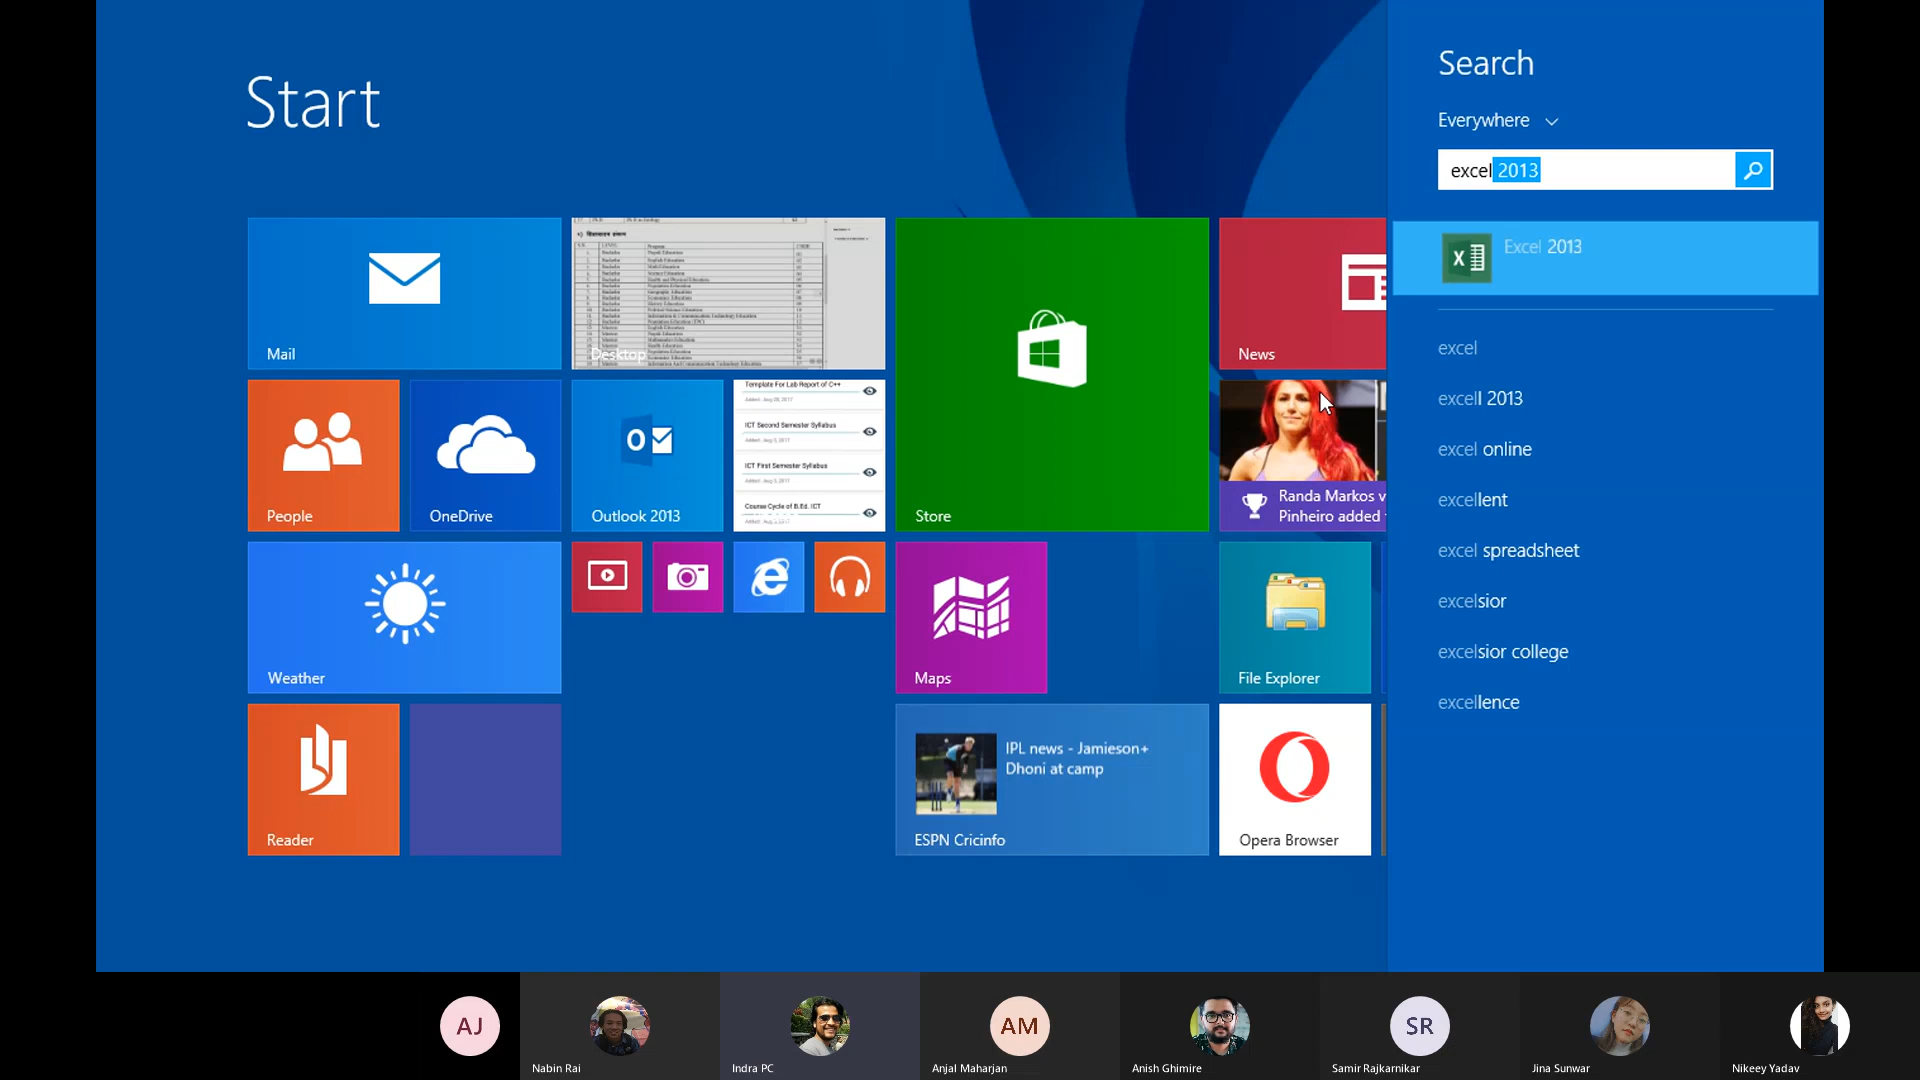 Start
Search
Everywhere
excel 2013
Excel 2013
excel
excell 2013
excel online
excellent
excel spreadsheet
excelsior
excelsior college
excellence
Mail
Desktop
News
People
OneDrive
Outlook 2013
Template For Lab Report of C++
ICT Second Semester Syllabus
ICT First Semester Syllabus
Course Cycle of B.Ed. ICT
Store
Randa Markos v
Pinheiro added
Weather
Maps
File Explorer
Reader
IPL news - Jamieson+
Dhoni at camp
ESPN Cricinfo
Opera Browser
AJ
Nabin Rai
Indra PC
AM
Anjal Maharjan
Anish Ghimire
SR
Samir Rajkarnikar
Jina Sunwar
Nikeey Yadav